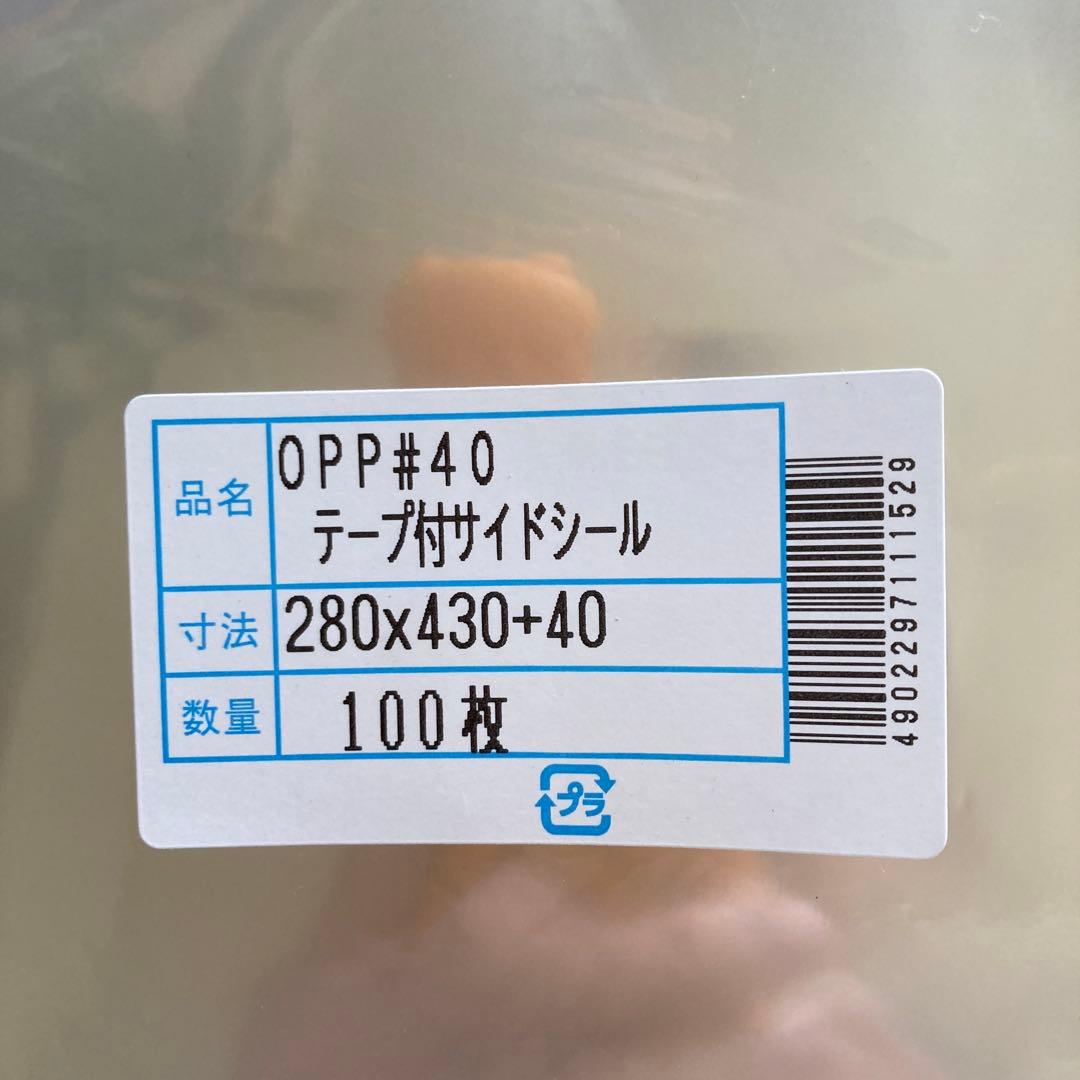 品名
OPP#40
テープ付サイドシール
寸法
280x430+40
数量
100枚
プラ
4902297111529